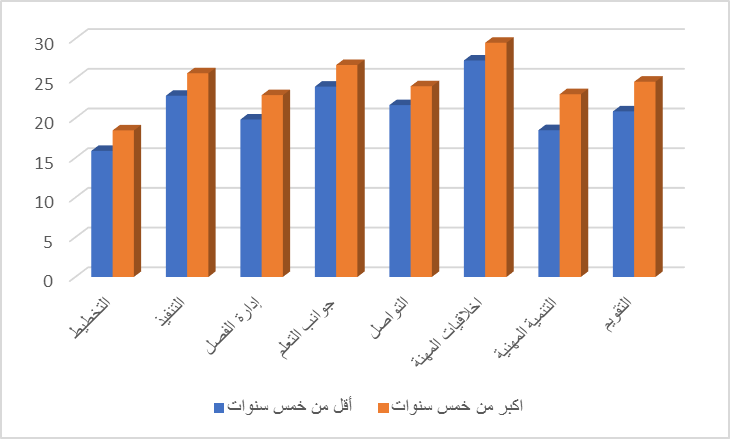 30
25
20
15
10
5
0
التخطيط
التنفيذ
إدارة الفصل
جوانب التعلم
التواصل
اخلاقيات المهنة
التنمية المهنية
التقويم
أقل من خمس سنوات
اكبر من خمس سنوات